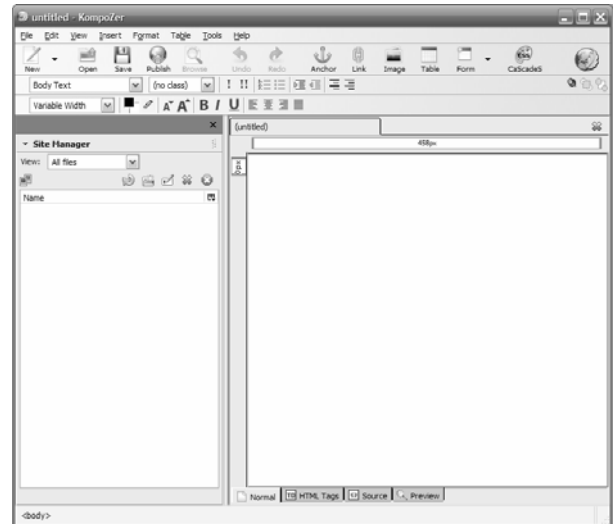 untitled - KompoZer
File Edit View Insert Format Table Tools Help
New Open Save Publish Browse Undo Redo Anchor Link Image Table Form CaScadeS
Body Text (no class) ! !!
Variable Width A A B I U
(untitled)
Site Manager
458px
View: All files
0px
Name
Normal HTML Tags Source Preview
<body>